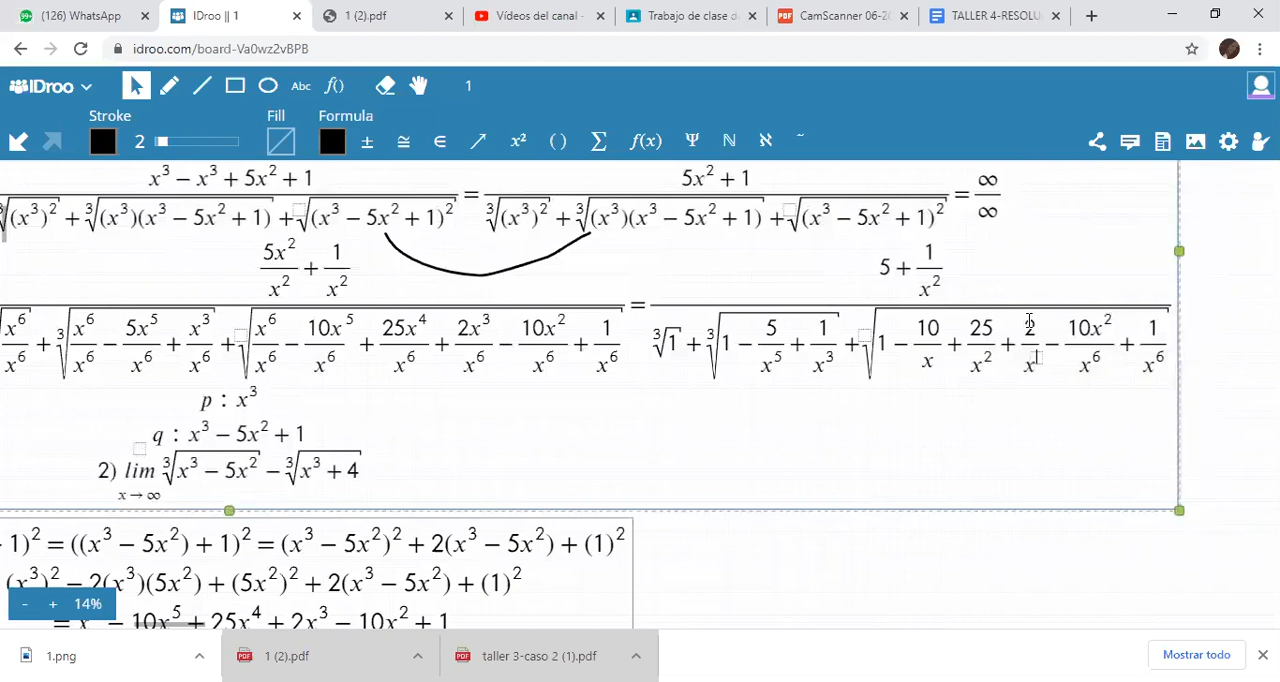 (126) WhatsApp × IDroo || 1 × 1 (2).pdf × Vídeos del canal - × Trabajo de clase d × CamScanner 06-2 × TALLER 4-RESOLU ×
idroo.com/board-Va0wz2vBPB
IDroo Abc f() 1
Stroke Fill Formula
2 ± ≅ ∈ x² ( ) ∑ f(x) Ψ ℕ ℵ ~
x³ − x³ + 5x² + 1 / ∛(x³)² + ∛(x³)(x³ − 5x² + 1) + √(x³ − 5x² + 1)² = 5x² + 1 / ∛(x³)² + ∛(x³)(x³ − 5x² + 1) + √(x³ − 5x² + 1)² = ∞/∞
5x²/x² + 1/x² / x⁶/x⁶ + ∛(x⁶/x⁶ − 5x⁵/x⁶ + x³/x⁶) + √(x⁶/x⁶ − 10x⁵/x⁶ + 25x⁴/x⁶ + 2x³/x⁶ − 10x²/x⁶ + 1/x⁶) = 5 + 1/x² / ∛1 + ∛(1 − 5/x⁵ + 1/x³) + √(1 − 10/x + 25/x² + 2/x − 10x²/x⁶ + 1/x⁶)
p : x³
q : x³ − 5x² + 1
2) lim ∛(x³ − 5x²) − ∛(x³ + 4)
x → ∞
1)² = ((x³ − 5x²) + 1)² = (x³ − 5x²)² + 2(x³ − 5x²) + (1)²
(x³)² − 2(x³)(5x²) + (5x²)² + 2(x³ − 5x²) + (1)²
− 10x⁵ + 25x⁴ + 2x³ − 10x² + 1
- + 14%
1.png 1 (2).pdf taller 3-caso 2 (1).pdf Mostrar todo ×